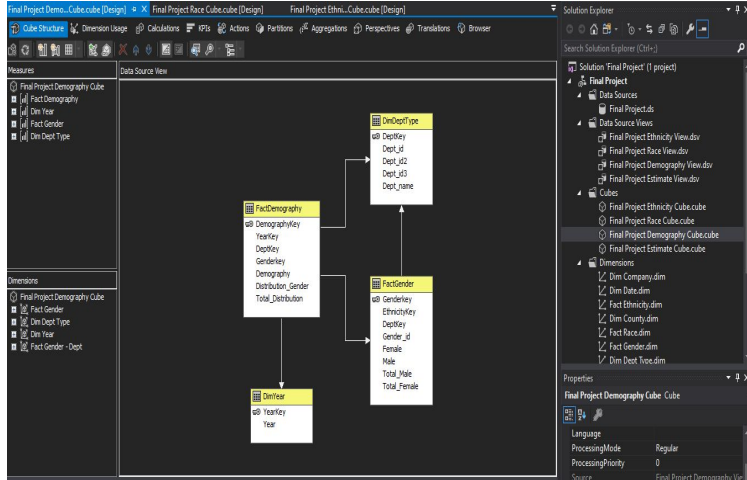 Final Project Demo...Cube.cube [Design] Final Project Race Cube.cube [Design] Final Project Ethni...Cube.cube [Design]
Cube Structure Dimension Usage Calculations KPIs Actions Partitions Aggregations Perspectives Translations Browser
Measures
Final Project Demography Cube
Fact Demography
Dim Year
Fact Gender
Dim Dept Type
Dimensions
Final Project Demography Cube
Fact Gender
Dim Dept Type
Dim Year
Fact Gender - Dept
Data Source View
DimDeptType
DeptKey
Dept_id
Dept_id2
Dept_id3
Dept_name
FactDemography
DemographyKey
YearKey
DeptKey
Genderkey
Demography
Distribution_Gender
Total_Distribution
FactGender
Genderkey
EthnicityKey
DeptKey
Gender_id
Female
Male
Total_Male
Total_Female
DimYear
YearKey
Year
Solution Explorer
Search Solution Explorer (Ctrl+;)
Solution 'Final Project' (1 project)
Final Project
Data Sources
Final Project.ds
Data Source Views
Final Project Ethnicity View.dsv
Final Project Race View.dsv
Final Project Demography View.dsv
Final Project Estimate View.dsv
Cubes
Final Project Ethnicity Cube.cube
Final Project Race Cube.cube
Final Project Demography Cube.cube
Final Project Estimate Cube.cube
Dimensions
Dim Company.dim
Dim Date.dim
Fact Ethnicity.dim
Dim County.dim
Fact Race.dim
Fact Gender.dim
Dim Dept Type.dim
Properties
Final Project Demography Cube Cube
Language
ProcessingMode Regular
ProcessingPriority 0
Source Final Project Demography Vie